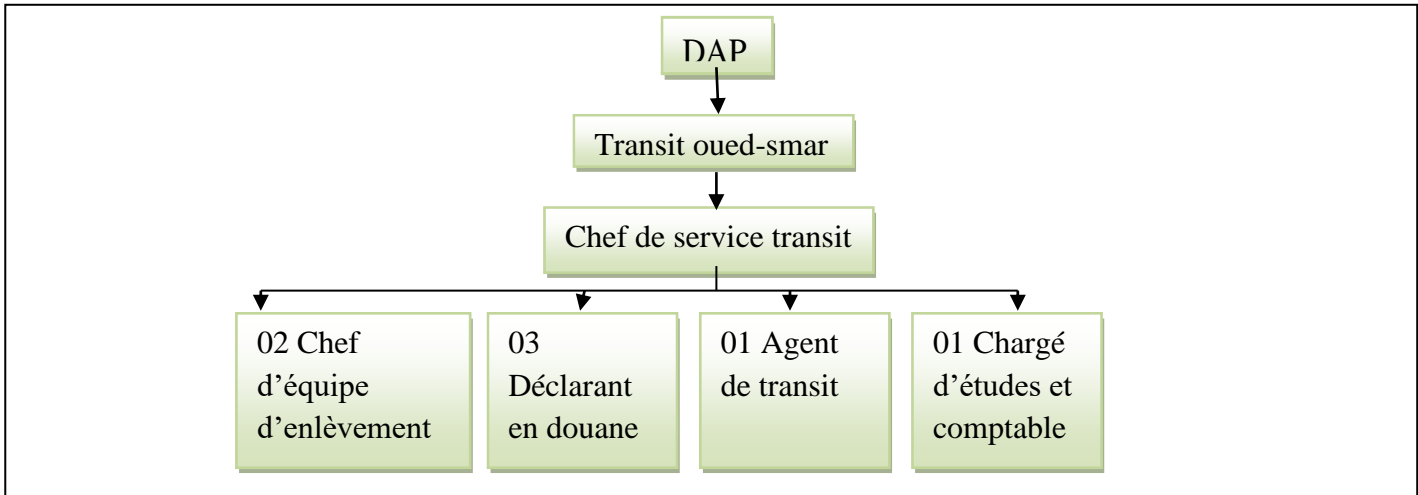 DAP
Transit oued-smar
Chef de service transit
02 Chef
d’équipe
d’enlèvement
03
Déclarant
en douane
01 Agent
de transit
01 Chargé
d’études et
comptable